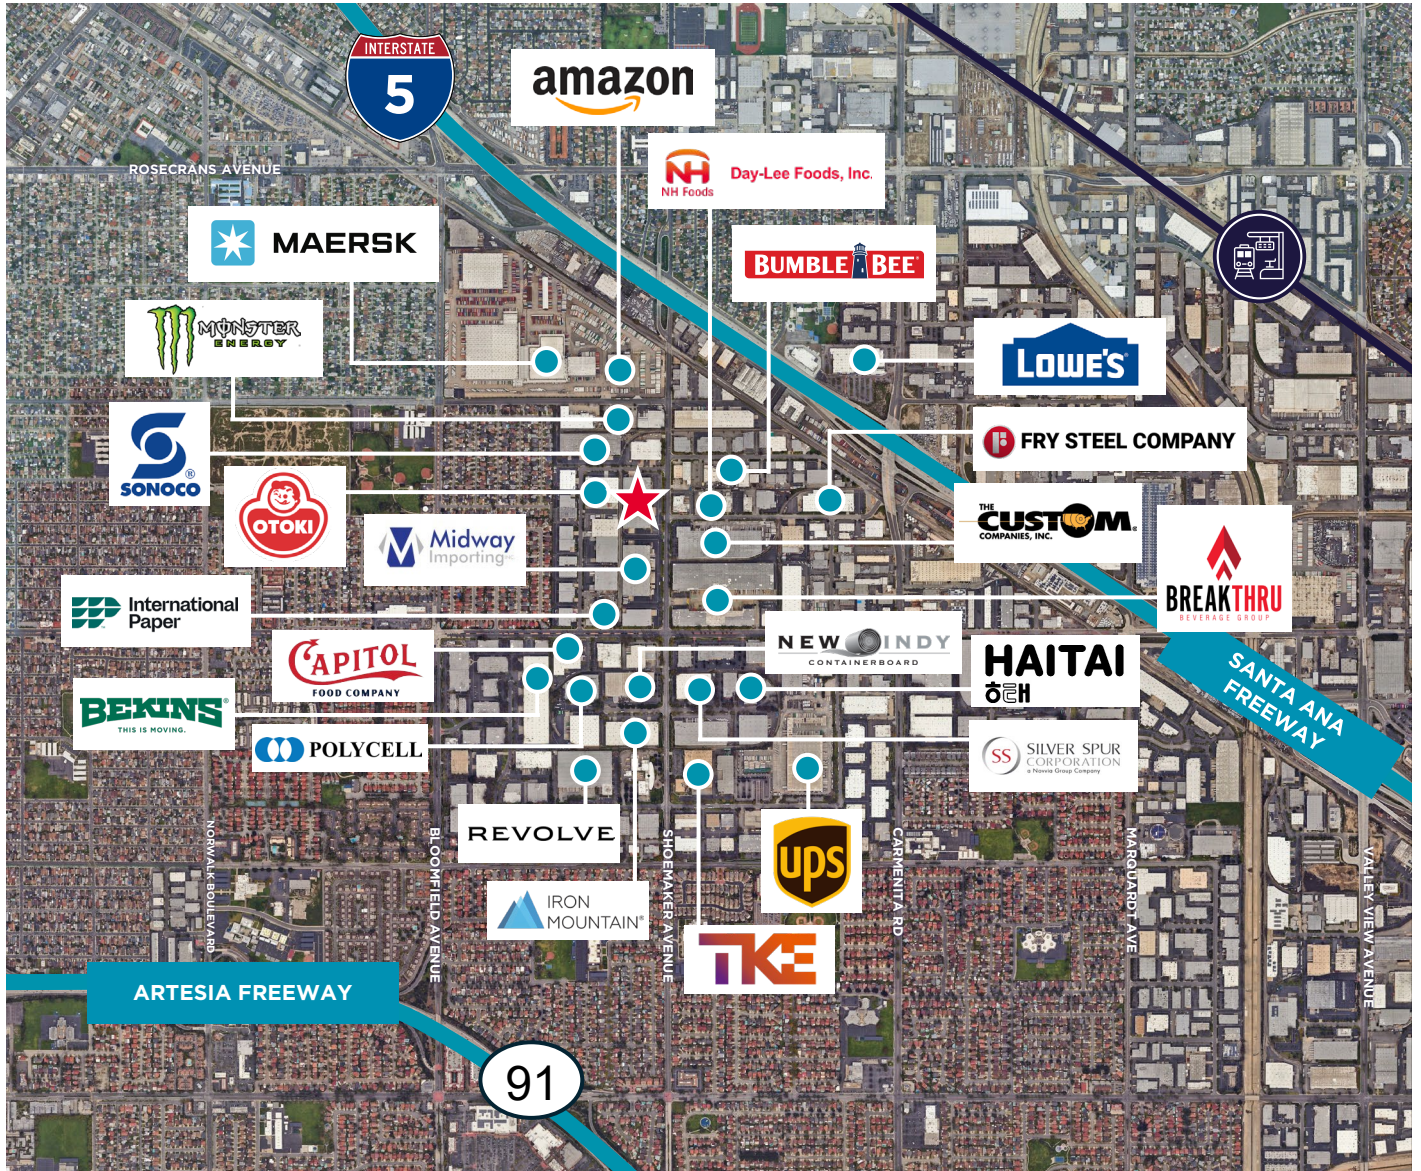 INTERSTATE
5
amazon
ROSECRANS AVENUE
NH
NH Foods
Day-Lee Foods, Inc.
MAERSK
BUMBLE BEE®
MONSTER
ENERGY
LOWE'S®
SONOCO®
FRY STEEL COMPANY
OTOKI
THE
CUSTOM®
COMPANIES, INC.
Midway
Importing INC.
BREAKTHRU
BEVERAGE GROUP
International
Paper
NEW INDY
CONTAINERBOARD
CAPITOL
FOOD COMPANY
HAITAI
해태
SANTA ANA
FREEWAY
BEKINS®
THIS IS MOVING.
POLYCELL
SS
SILVER SPUR
CORPORATION
a Novvia Group Company
REVOLVE
ups
NORWALK BOULEVARD
BLOOMFIELD AVENUE
SHOEMAKER AVENUE
CARMENITA RD
MARQUARDT AVE
VALLEY VIEW AVENUE
IRON
MOUNTAIN®
TKE
ARTESIA FREEWAY
91